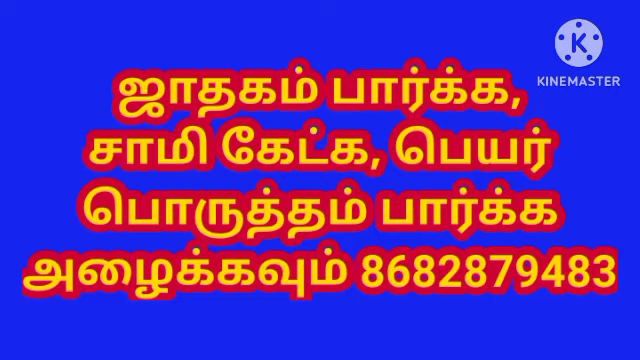 KINEMASTER
ஜாதகம் பார்க்க,
சாமி கேட்க, பெயர்
பொருத்தம் பார்க்க
அழைக்கவும் 8682879483